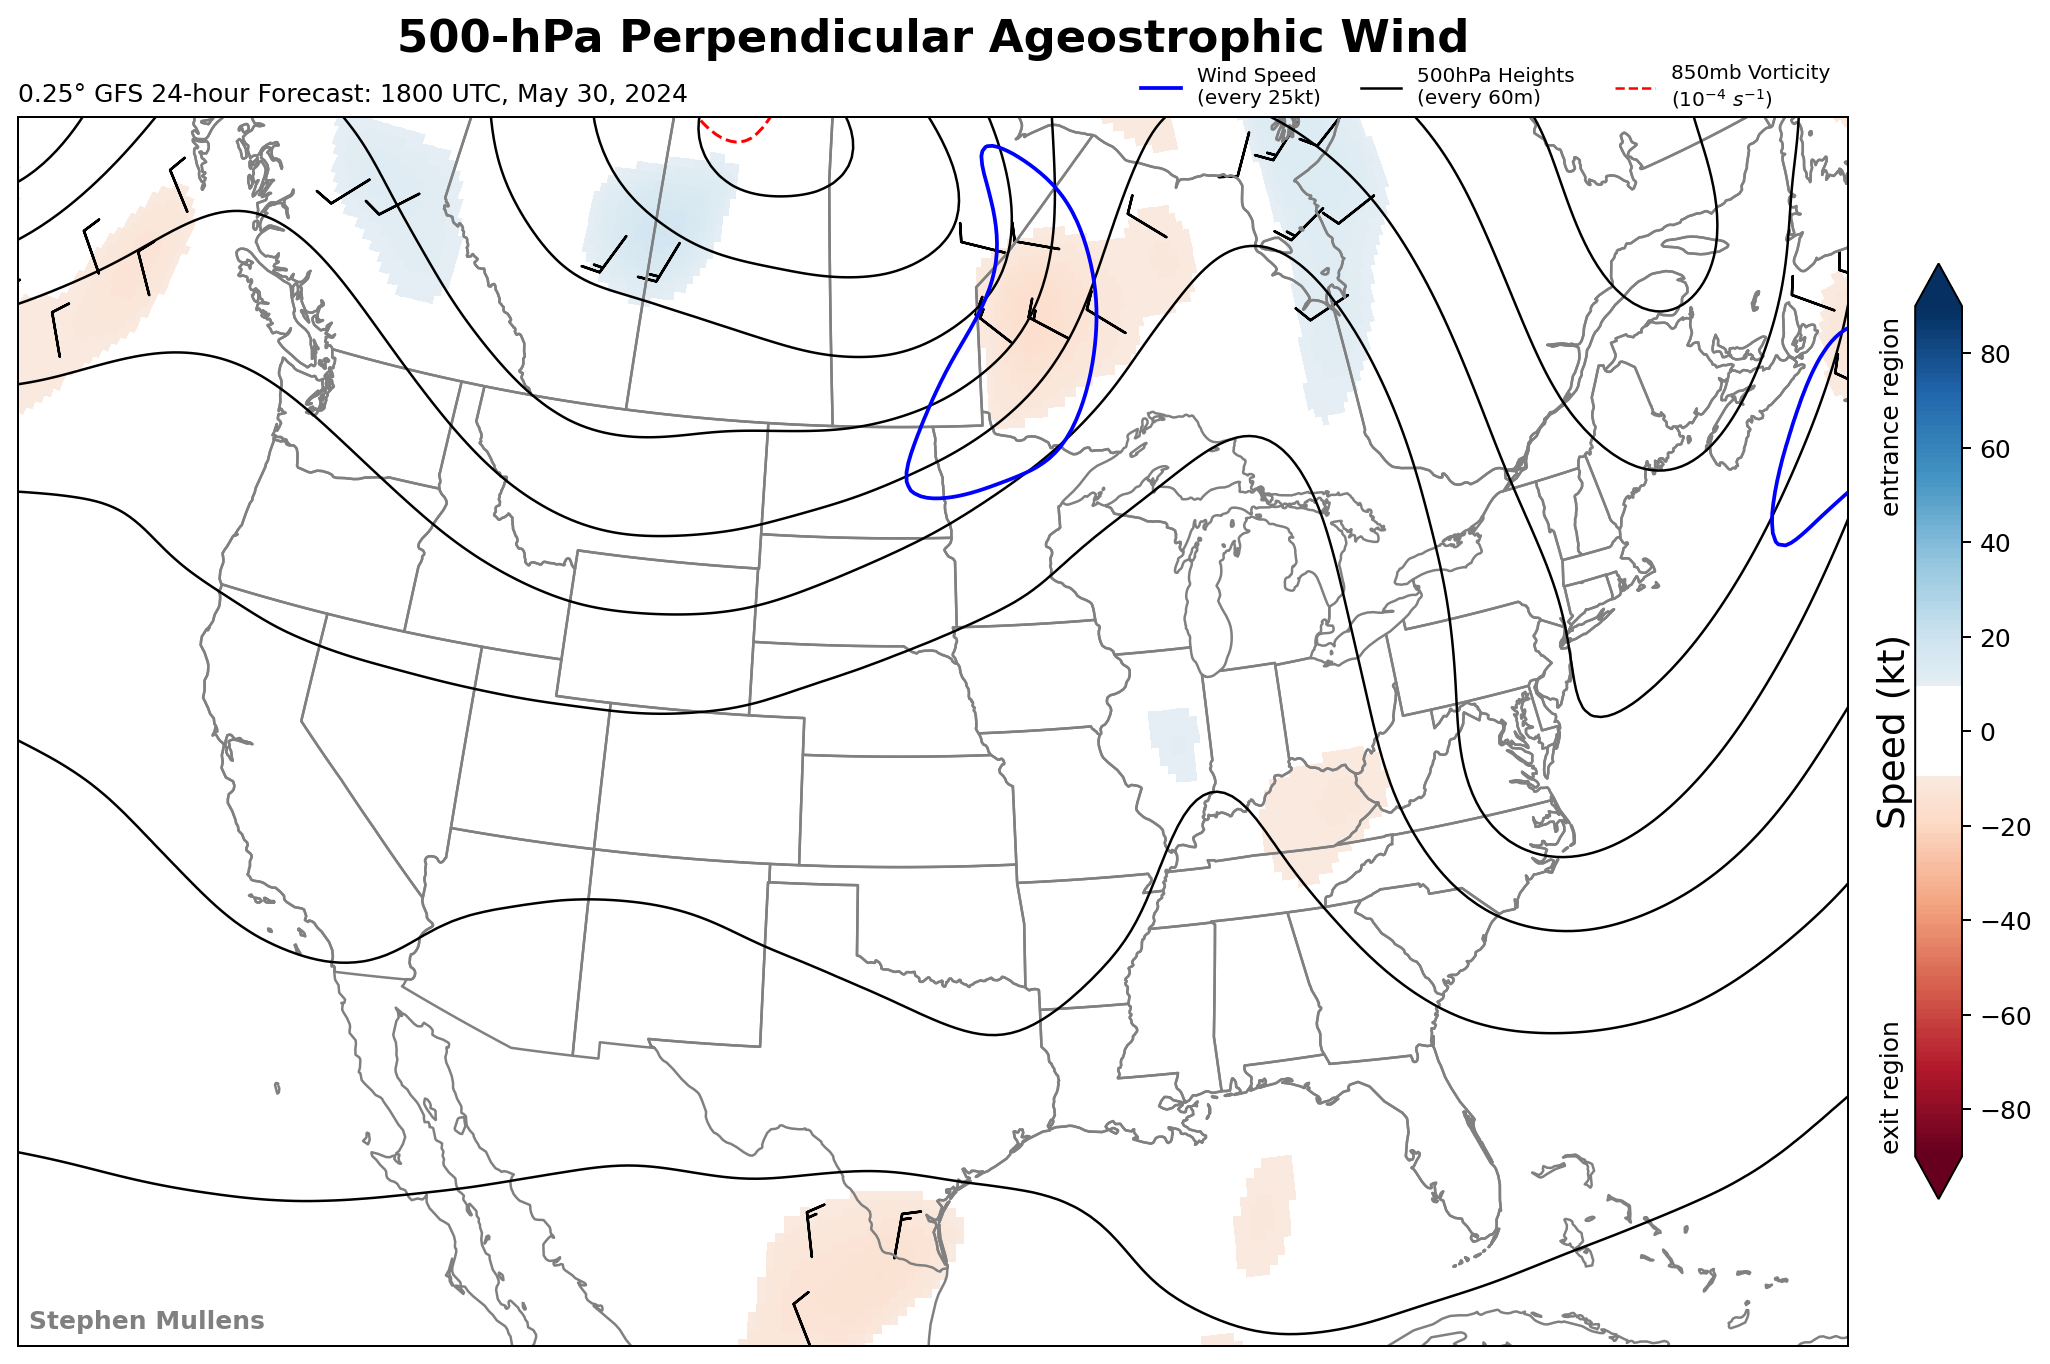 500-hPa Perpendicular Ageostrophic Wind
0.25° GFS 24-hour Forecast: 1800 UTC, May 30, 2024
Wind Speed
(every 25kt)
500hPa Heights
(every 60m)
850mb Vorticity
(10⁻⁴ s⁻¹)
entrance region
Speed (kt)
exit region
80
60
40
20
0
−20
−40
−60
−80
Stephen Mullens